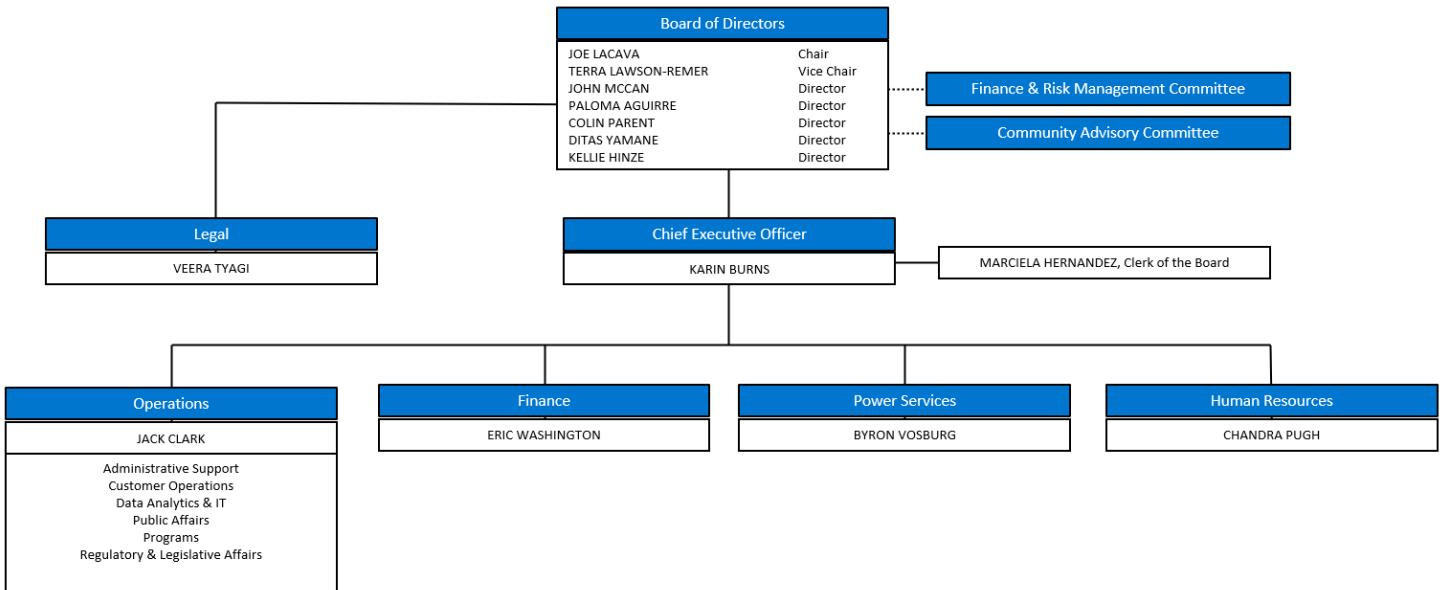 Board of Directors
JOE LACAVA Chair
TERRA LAWSON-REMER Vice Chair
JOHN MCCAN Director
PALOMA AGUIRRE Director
COLIN PARENT Director
DITAS YAMANE Director
KELLIE HINZE Director
Finance & Risk Management Committee
Community Advisory Committee
Legal
VEERA TYAGI
Chief Executive Officer
KARIN BURNS
MARCIELA HERNANDEZ, Clerk of the Board
Operations
JACK CLARK
Administrative Support
Customer Operations
Data Analytics & IT
Public Affairs
Programs
Regulatory & Legislative Affairs
Finance
ERIC WASHINGTON
Power Services
BYRON VOSBURG
Human Resources
CHANDRA PUGH